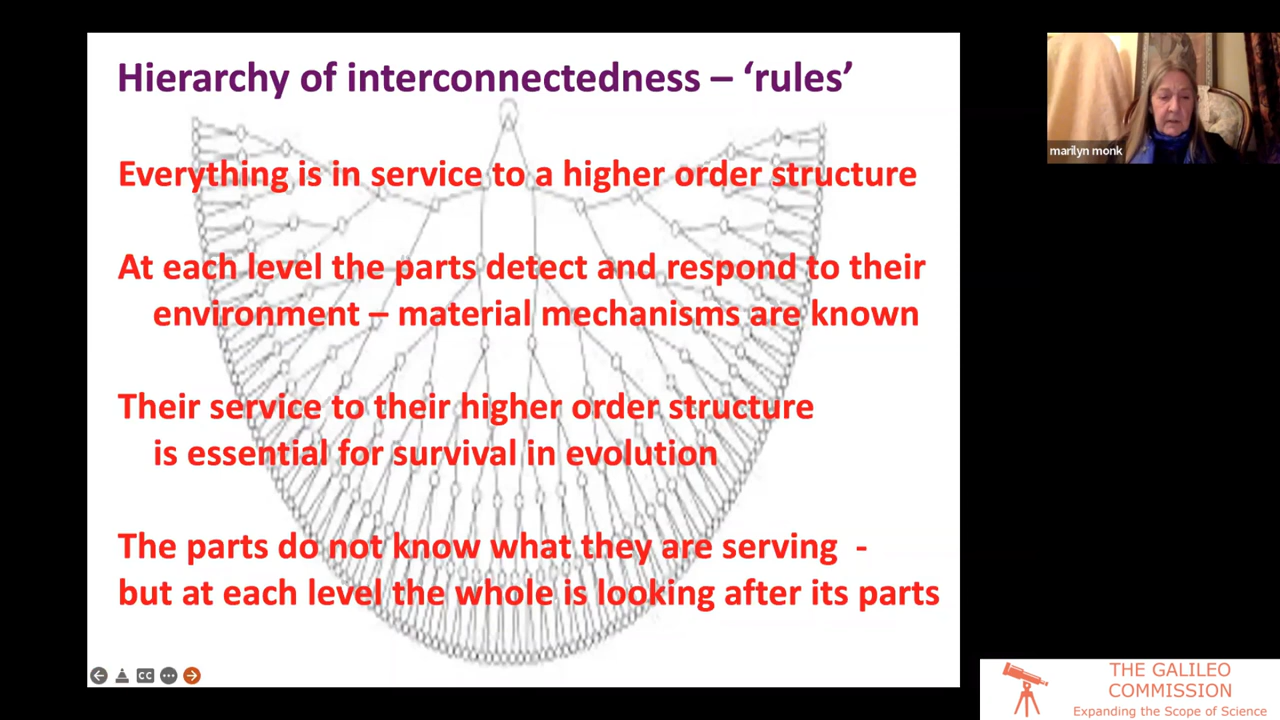 Hierarchy of interconnectedness – ‘rules’
marilyn monk
Everything is in service to a higher order structure
At each level the parts detect and respond to their
environment – material mechanisms are known
Their service to their higher order structure
is essential for survival in evolution
The parts do not know what they are serving -
but at each level the whole is looking after its parts
CC
THE GALILEO
COMMISSION
Expanding the Scope of Science